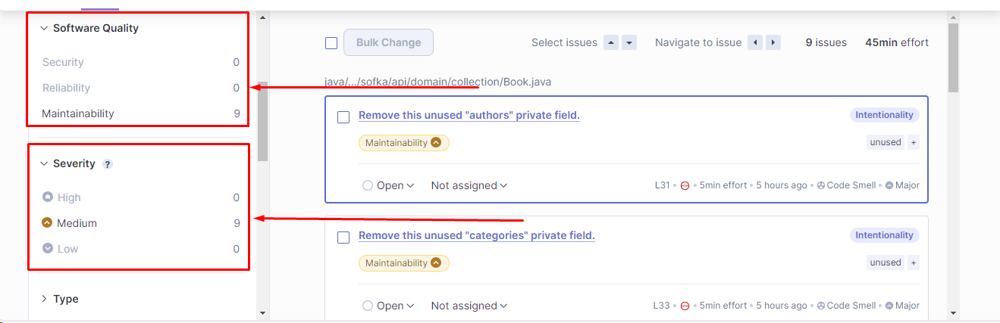 Software Quality
Security 0
Reliability 0
Maintainability 9
Severity ?
High 0
Medium 9
Low 0
Type
Bulk Change Select issues Navigate to issue 9 issues 45min effort
java/.../sofka/api/domain/collection/Book.java
Remove this unused "authors" private field. Intentionality
Maintainability unused +
Open Not assigned L31 • 5min effort • 5 hours ago • Code Smell • Major
Remove this unused "categories" private field. Intentionality
Maintainability unused +
Open Not assigned L33 • 5min effort • 5 hours ago • Code Smell • Major